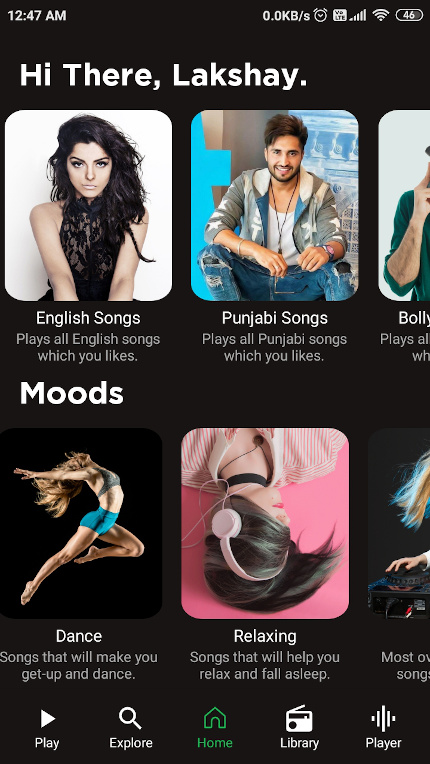 12:47 AM 0.0KB/s 46
Hi There, Lakshay.
English Songs
Plays all English songs
which you likes.
Punjabi Songs
Plays all Punjabi songs
which you likes.
Bolly
Plays al
wh
Moods
Dance
Songs that will make you
get-up and dance.
Relaxing
Songs that will help you
relax and fall asleep.
Most ov
songs
Play Explore Home Library Player